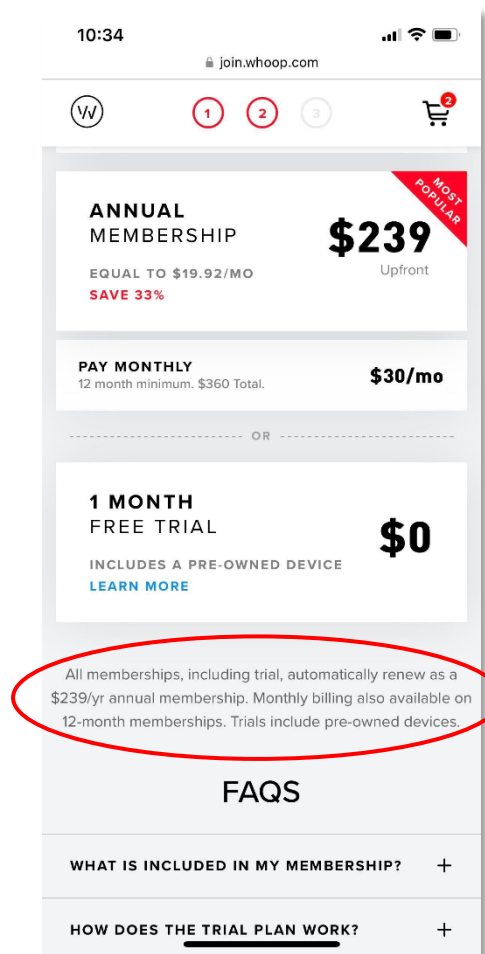 10:34
join.whoop.com
W
1 2 3
2
MOST POPULAR
ANNUAL
MEMBERSHIP
$239
EQUAL TO $19.92/MO
Upfront
SAVE 33%
PAY MONTHLY
12 month minimum. $360 Total.
$30/mo
OR
1 MONTH
FREE TRIAL
$0
INCLUDES A PRE-OWNED DEVICE
LEARN MORE
All memberships, including trial, automatically renew as a
$239/yr annual membership. Monthly billing also available on
12-month memberships. Trials include pre-owned devices.
FAQS
WHAT IS INCLUDED IN MY MEMBERSHIP? +
HOW DOES THE TRIAL PLAN WORK? +